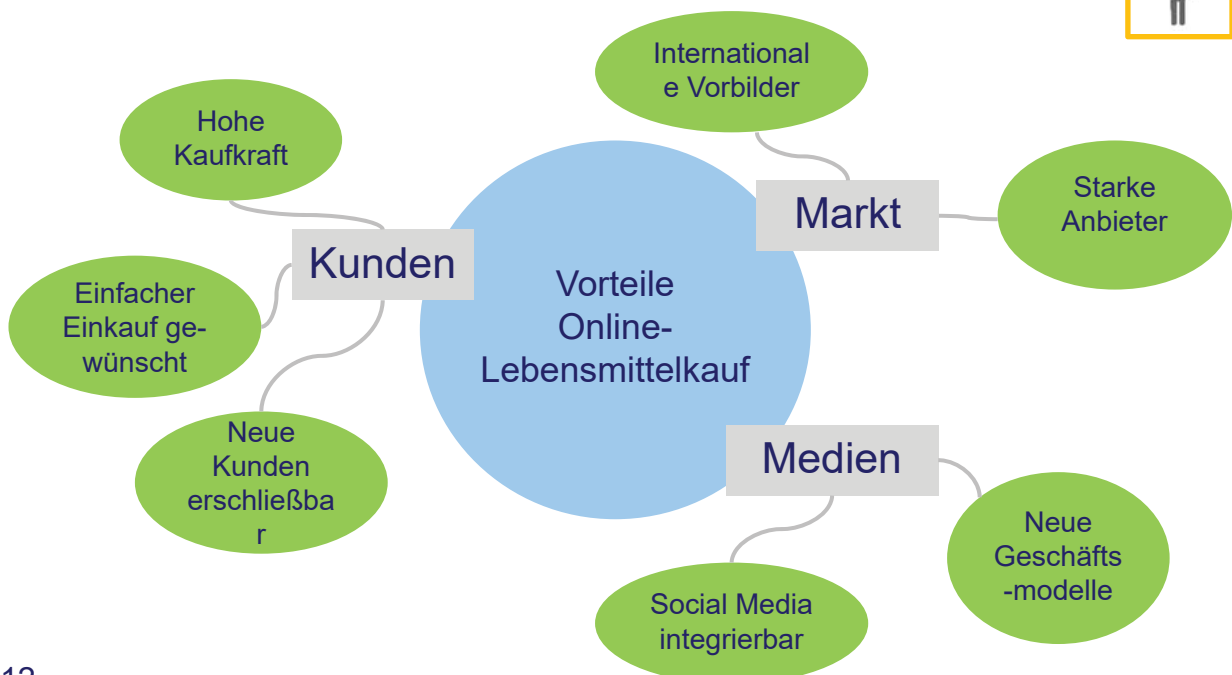 International
e Vorbilder
Hohe
Kaufkraft
Markt
Starke
Anbieter
Kunden
Einfacher
Einkauf ge-
wünscht
Vorteile
Online-
Lebensmittelkauf
Neue
Kunden
erschließba
r
Medien
Neue
Geschäfts
-modelle
Social Media
integrierbar
12